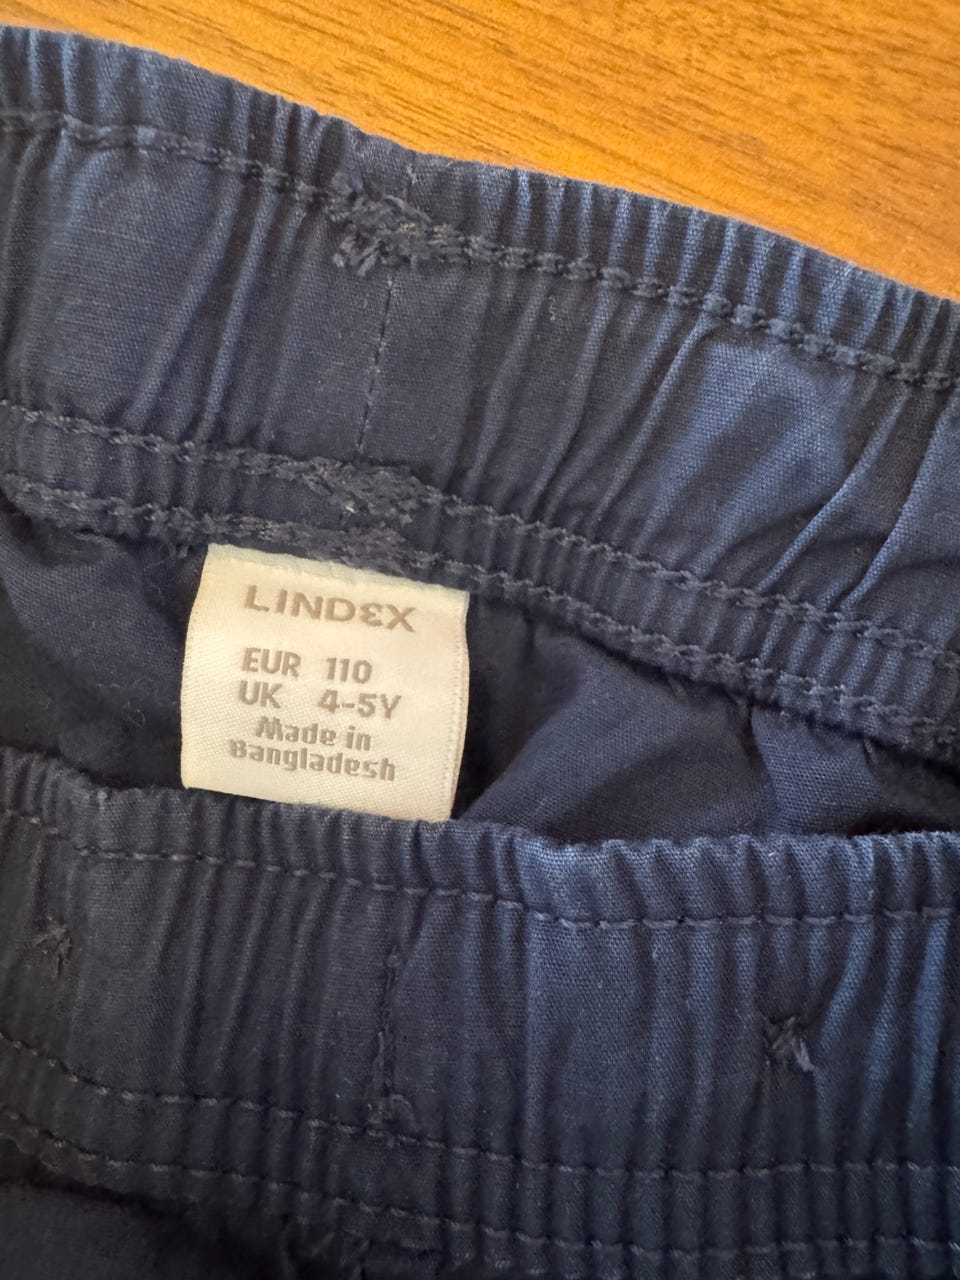 LINDEX
EUR 110
UK 4-5Y
Made in
Bangladesh